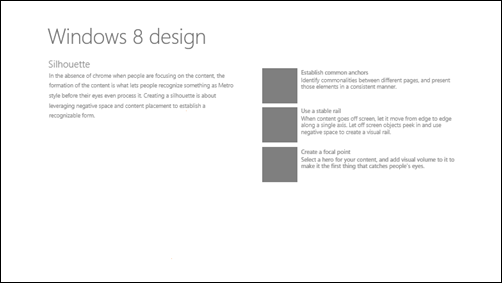 Windows 8 design
Silhouette
In the absence of chrome when people are focusing on the content, the
formation of the content is what lets people recognize something as Metro
style before their eyes even process it. Creating a silhouette is about
leveraging negative space and content placement to establish a
recognizable form.
Establish common anchors
Identify commonalities between different pages, and present
those elements in a consistent manner.
Use a stable rail
When content goes off screen, let it move from edge to edge
along a single axis. Let off screen objects peek in and use
negative space to create a visual rail.
Create a focal point
Select a hero for your content, and add visual volume to it to
make it the first thing that catches people's eyes.